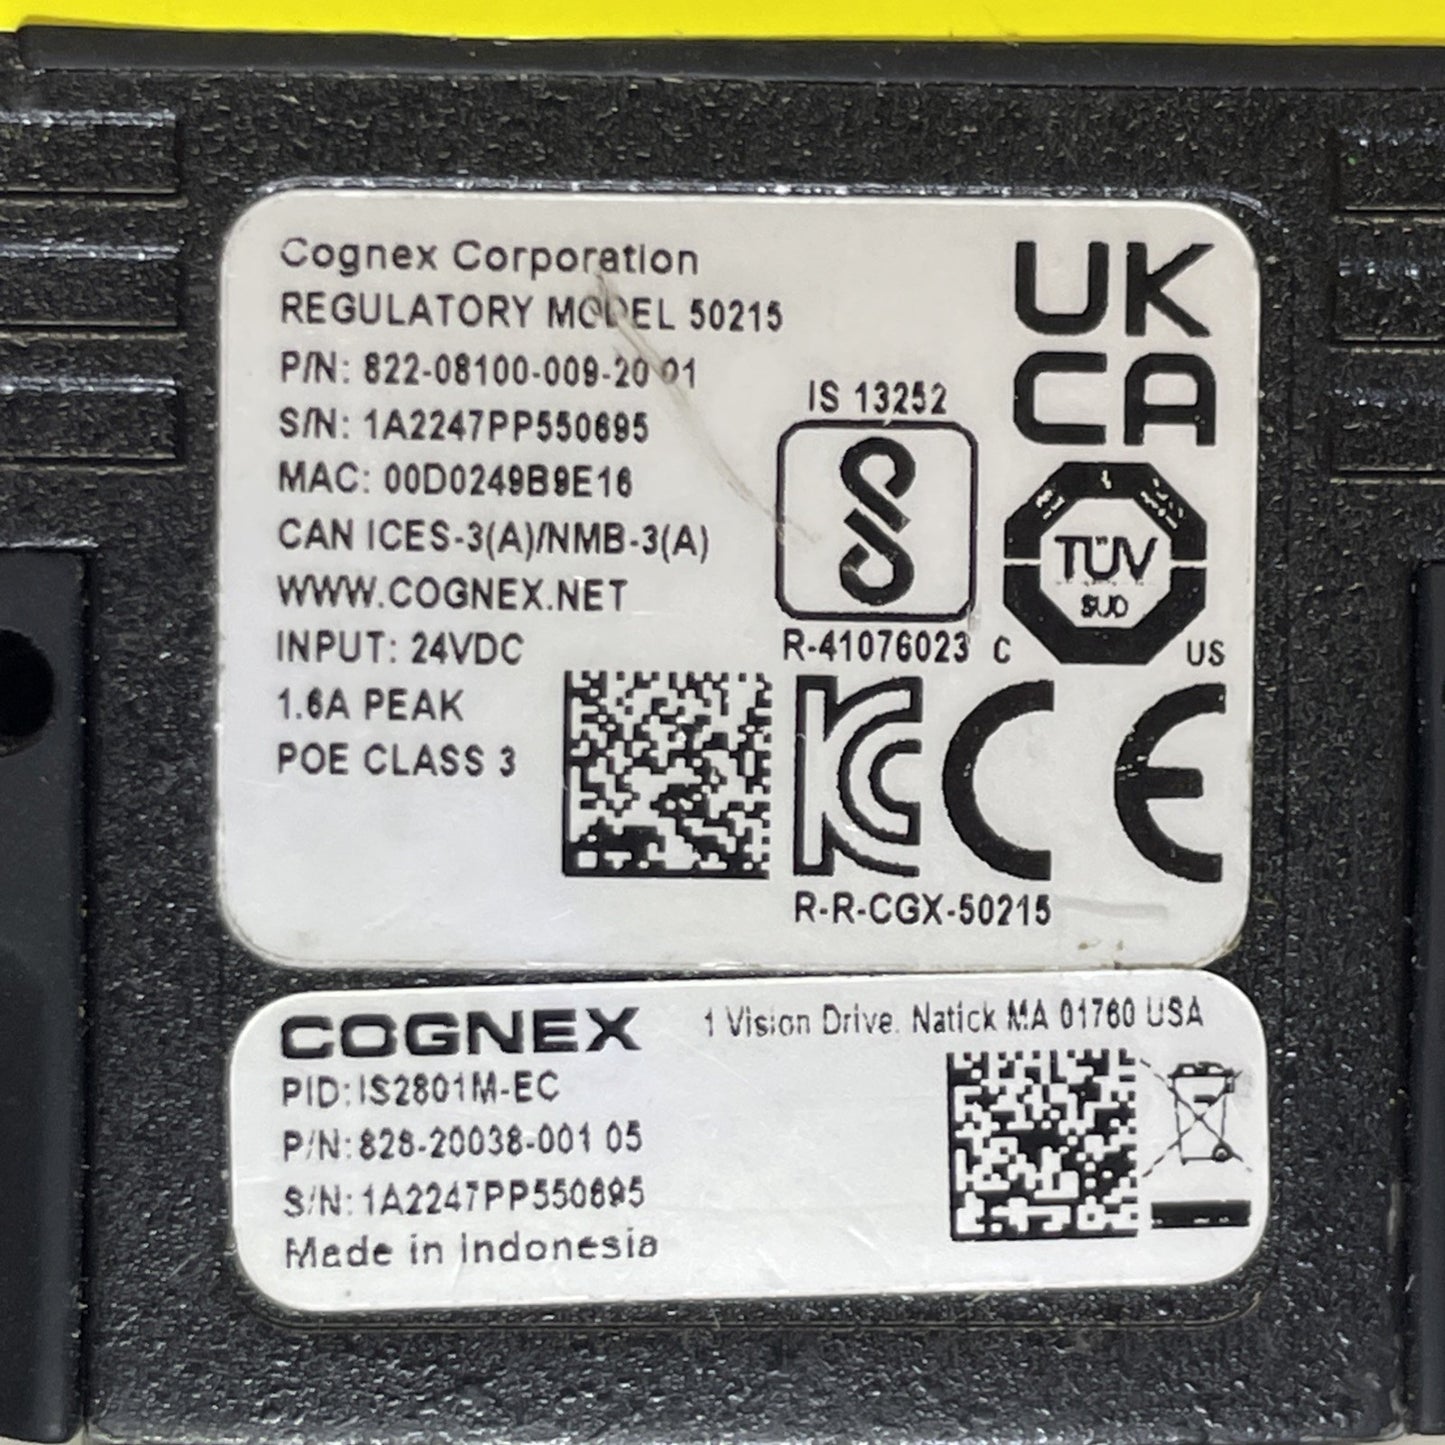 Cognex Corporation
REGULATORY MODEL 50215
P/N: 822-08100-009-20 01
S/N: 1A2247PP550695
MAC: 00D0249B9E16
CAN ICES-3(A)/NMB-3(A)
WWW.COGNEX.NET
INPUT: 24VDC
1.6A PEAK
POE CLASS 3
IS 13252
R-41076023
UK
CA
TÜV
SÜD
C US
KC
CE
R-R-CGX-50215
COGNEX
1 Vision Drive, Natick MA 01760 USA
PID: IS2801M-EC
P/N: 828-20038-001 05
S/N: 1A2247PP550695
Made in Indonesia